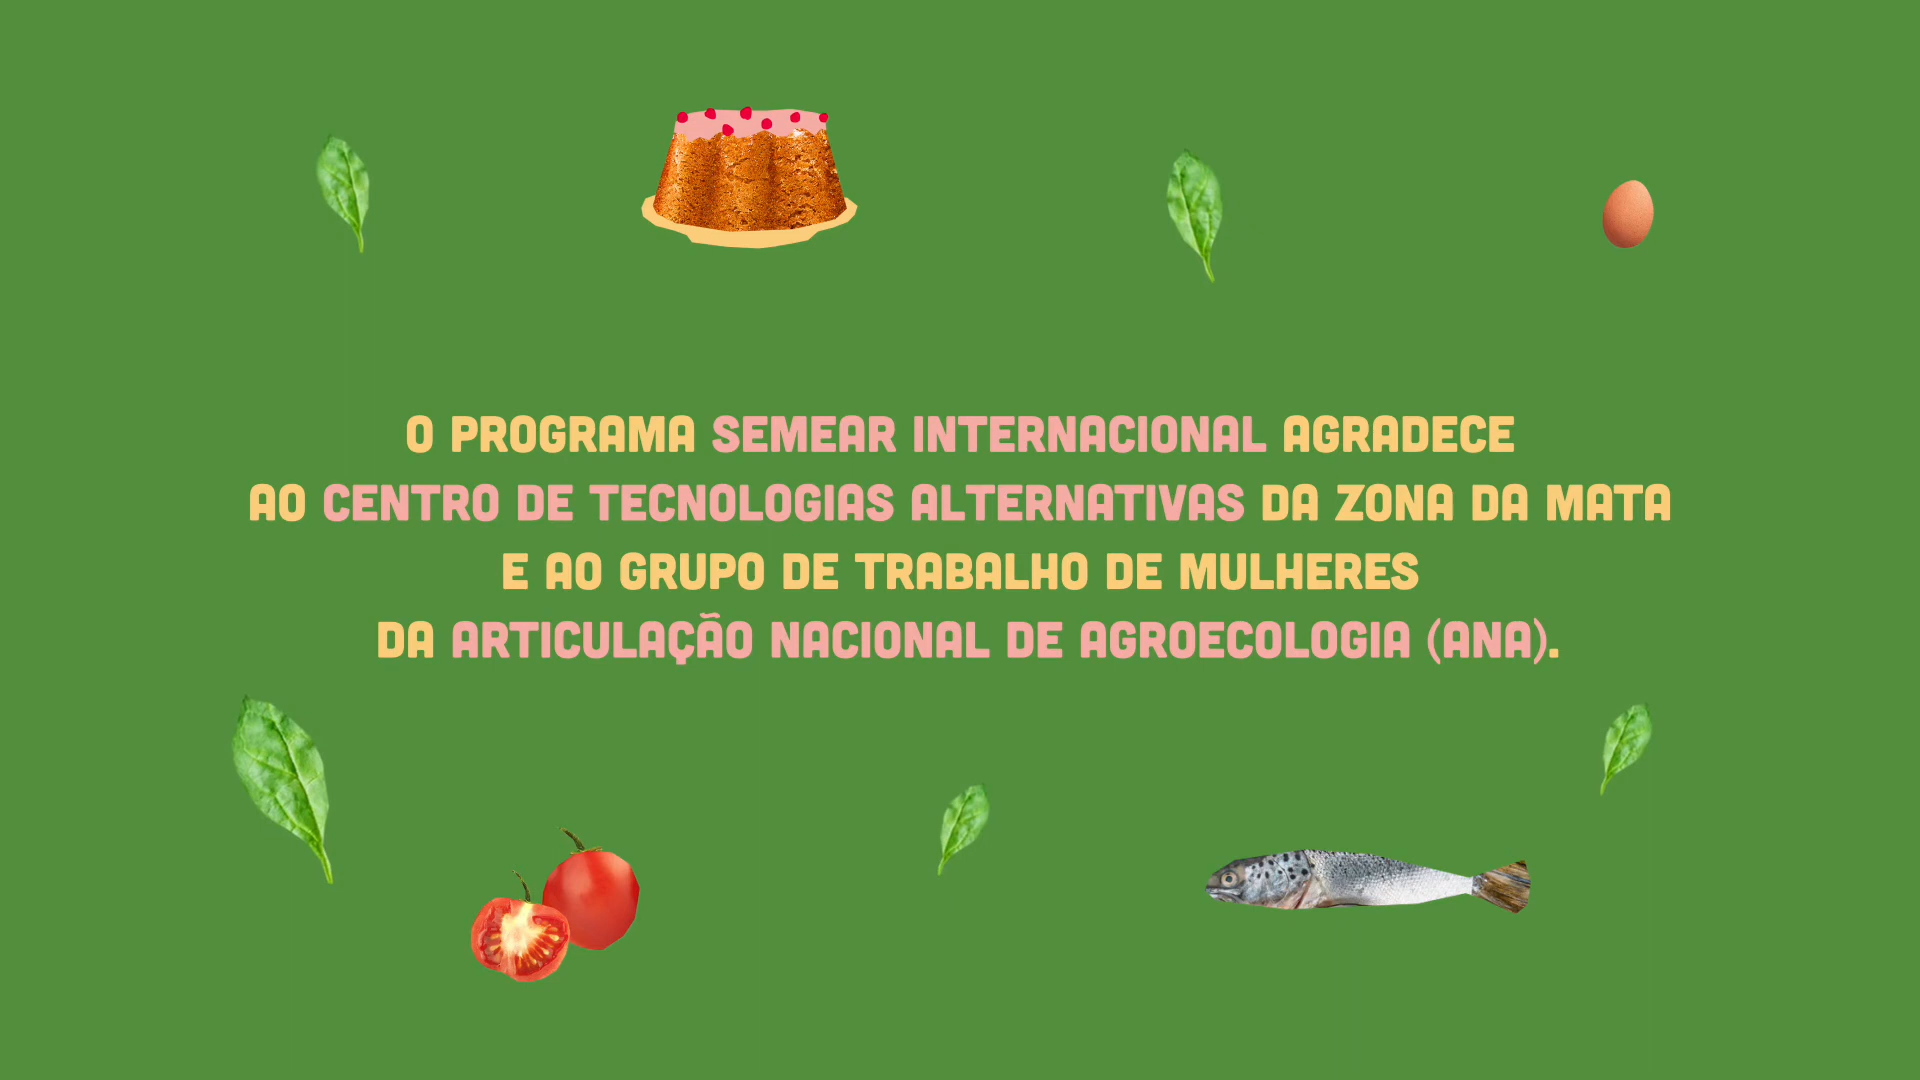 O PROGRAMA SEMEAR INTERNACIONAL AGRADECE
AO CENTRO DE TECNOLOGIAS ALTERNATIVAS DA ZONA DA MATA
E AO GRUPO DE TRABALHO DE MULHERES
DA ARTICULAÇÃO NACIONAL DE AGROECOLOGIA (ANA).